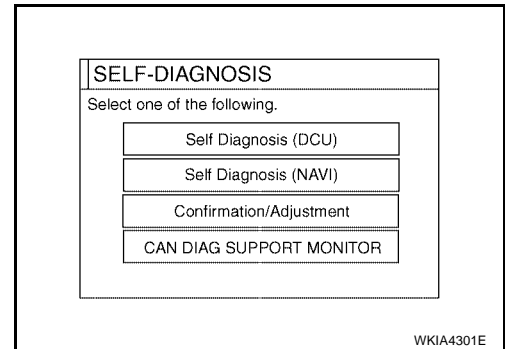 SELF-DIAGNOSIS
Select one of the following.
Self Diagnosis (DCU)
Self Diagnosis (NAVI)
Confirmation/Adjustment
CAN DIAG SUPPORT MONITOR
WKIA4301E